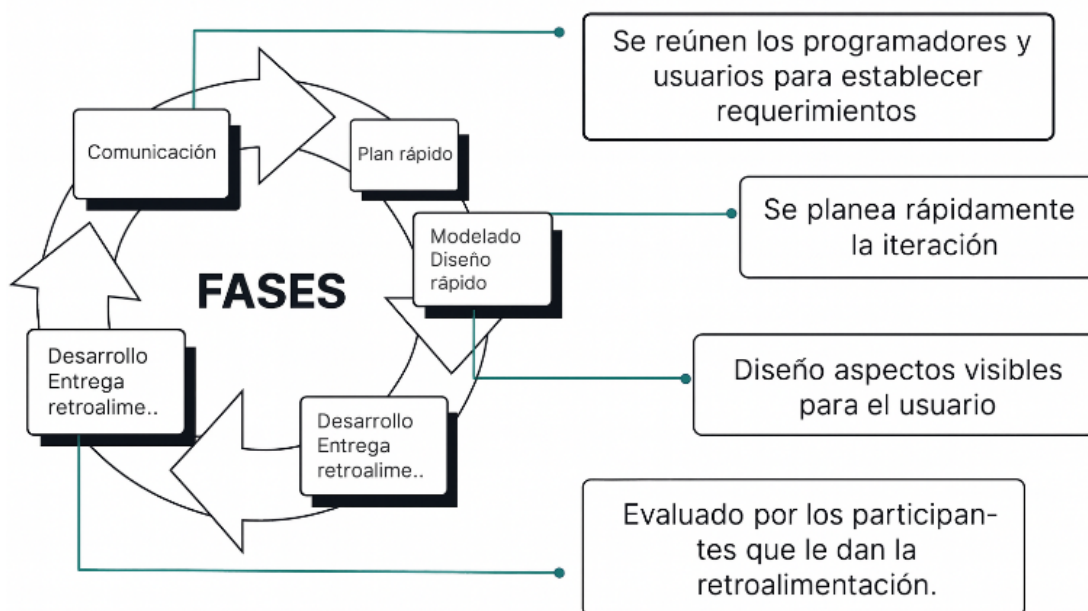 Comunicación
Plan rápido
Modelado
Diseño
rápido
Desarrollo
Entrega
retroalime..
Desarrollo
Entrega
retroalime..
FASES
Se reúnen los programadores y
usuarios para establecer
requerimientos
Se planea rápidamente
la iteración
Diseño aspectos visibles
para el usuario
Evaluado por los participan-
tes que le dan la
retroalimentación.